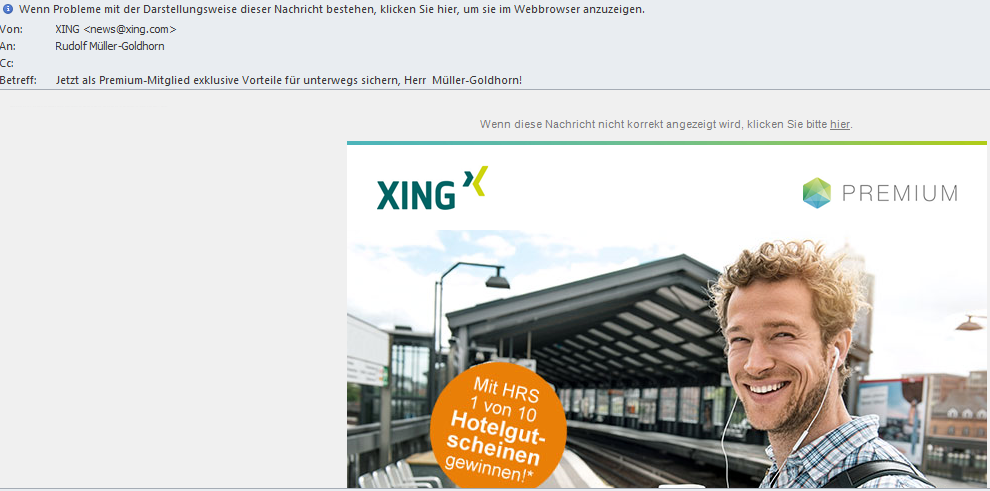 Wenn Probleme mit der Darstellungsweise dieser Nachricht bestehen, klicken Sie hier, um sie im Webbrowser anzuzeigen.
Von: XING <news@xing.com>
An: Rudolf Müller-Goldhorn
Cc:
Betreff: Jetzt als Premium-Mitglied exklusive Vorteile für unterwegs sichern, Herr  Müller-Goldhorn!
Wenn diese Nachricht nicht korrekt angezeigt wird, klicken Sie bitte hier.
XING PREMIUM
Mit HRS
1 von 10
Hotelgut-
scheinen
gewinnen!*